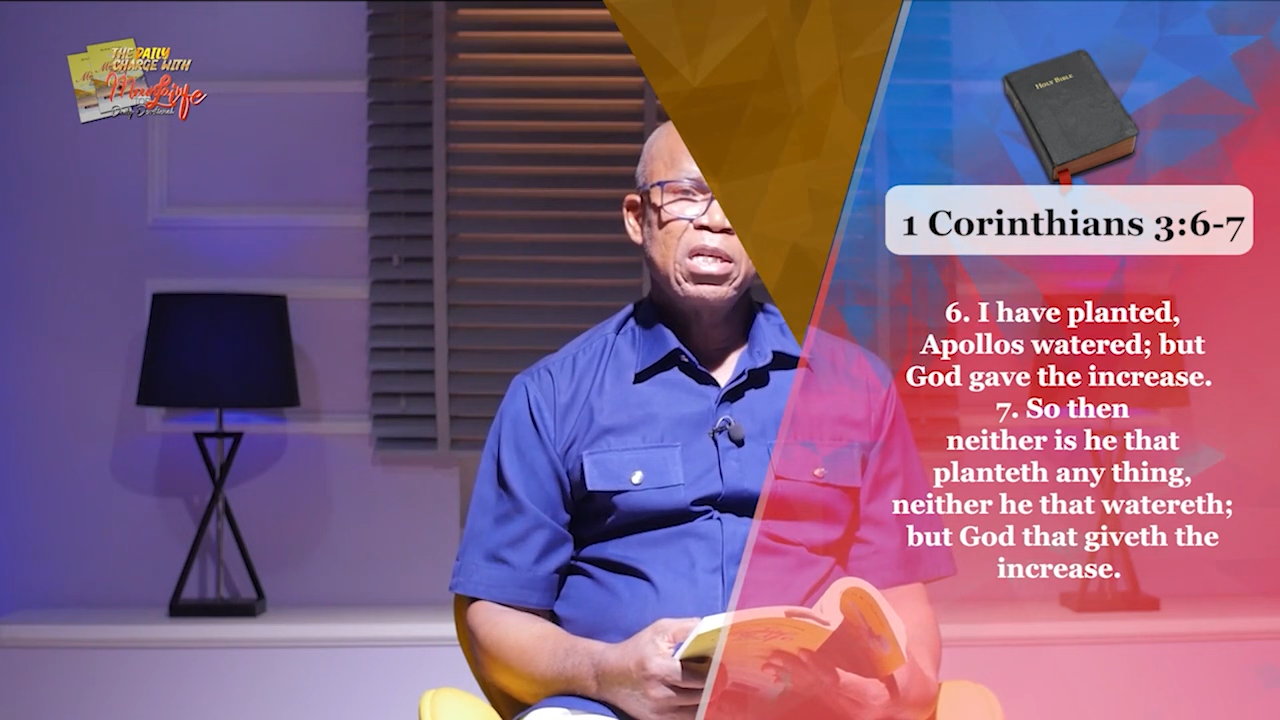 THE DAILY
CHARGE WITH
Daily Devotional
HOLY BIBLE
1 Corinthians 3:6-7
6. I have planted,
Apollos watered; but
God gave the increase.
7. So then
neither is he that
planteth any thing,
neither he that watereth;
but God that giveth the
increase.